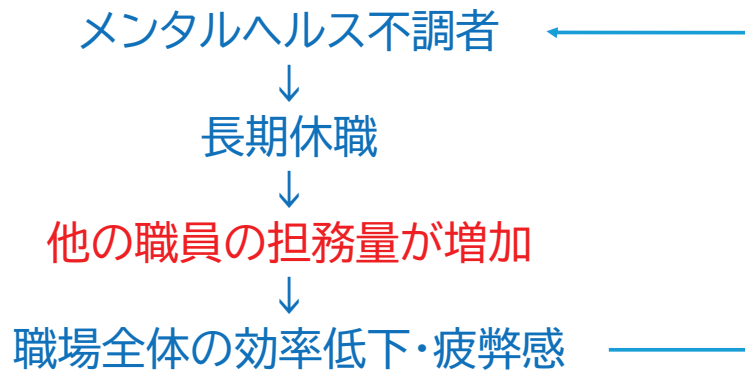 メンタルヘルス不調者
↓
長期休職
↓
他の職員の担務量が増加
↓
職場全体の効率低下・疲弊感